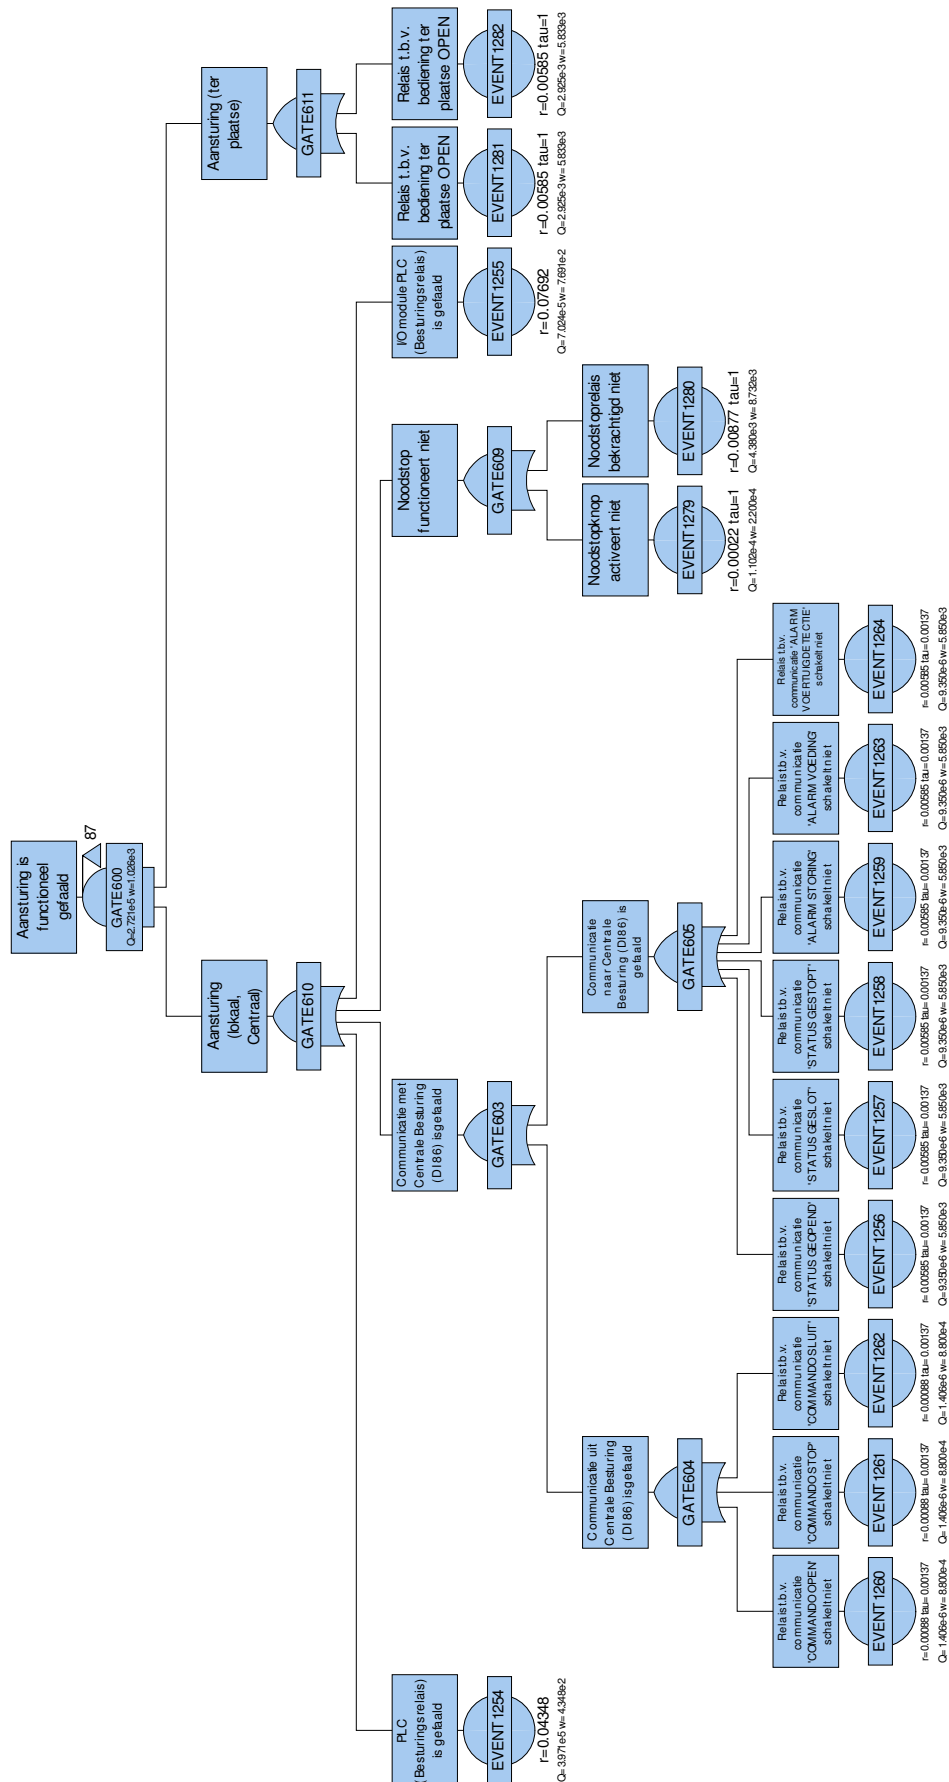 Aansturing is
functioneel
gefaald
87
GATE600
Q=2.721e-5 w=1.026e-3
Aansturing
(lokaal,
Centraal)
GATE610
Aansturing (ter
plaatse)
GATE611
PLC
(Besturingsrelais)
is gefaald
EVENT1254
r=0.04348
Q=3.971e-5 w=4.348e-2
Communicatie met
Centrale Besturing
(DI86) is gefaald
GATE603
Noodstop
functioneert niet
GATE609
I/O module PLC
(Besturingsrelais)
is gefaald
EVENT1255
r=0.07692
Q=7.024e-5 w=7.691e-2
Relais t.b.v.
bediening ter
plaatse OPEN
EVENT1281
r=0.00585 tau=1
Q=2.925e-3 w=5.833e-3
Relais t.b.v.
bediening ter
plaatse OPEN
EVENT1282
r=0.00585 tau=1
Q=2.925e-3 w=5.833e-3
Communicatie uit
Centrale Besturing
(DI86) is gefaald
GATE604
Communicatie
naar Centrale
Besturing (DI86) is
gefaald
GATE605
Noodstopknop
activeert niet
EVENT1279
r=0.00022 tau=1
Q=1.102e-4 w=2.200e-4
Noodstoprelais
bekrachtigd niet
EVENT1280
r=0.00877 tau=1
Q=4.380e-3 w=8.732e-3
Relais t.b.v.
communicatie
'COMMANDO OPEN'
schakelt niet
EVENT1260
r=0.00088 tau=0.00137
Q=1.406e-6 w=8.800e-4
Relais t.b.v.
communicatie
'COMMANDO STOP'
schakelt niet
EVENT1261
r=0.00088 tau=0.00137
Q=1.406e-6 w=8.800e-4
Relais t.b.v.
communicatie
'COMMANDO SLUIT'
schakelt niet
EVENT1262
r=0.00088 tau=0.00137
Q=1.406e-6 w=8.800e-4
Relais t.b.v.
communicatie
'STATUS GEOPEND'
schakelt niet
EVENT1256
r=0.00585 tau=0.00137
Q=9.350e-6 w=5.850e-3
Relais t.b.v.
communicatie
'STATUS GESLOT'
schakelt niet
EVENT1257
r=0.00585 tau=0.00137
Q=9.350e-6 w=5.850e-3
Relais t.b.v.
communicatie
'STATUS GESTOPT'
schakelt niet
EVENT1258
r=0.00585 tau=0.00137
Q=9.350e-6 w=5.850e-3
Relais t.b.v.
communicatie
'ALARM STORING'
schakelt niet
EVENT1259
r=0.00585 tau=0.00137
Q=9.350e-6 w=5.850e-3
Relais t.b.v.
communicatie
'ALARM VOEDING'
schakelt niet
EVENT1263
r=0.00585 tau=0.00137
Q=9.350e-6 w=5.850e-3
Relais t.b.v.
communicatie 'ALARM
VOERTUIGDETECTIE'
schakelt niet
EVENT1264
r=0.00585 tau=0.00137
Q=9.350e-6 w=5.850e-3